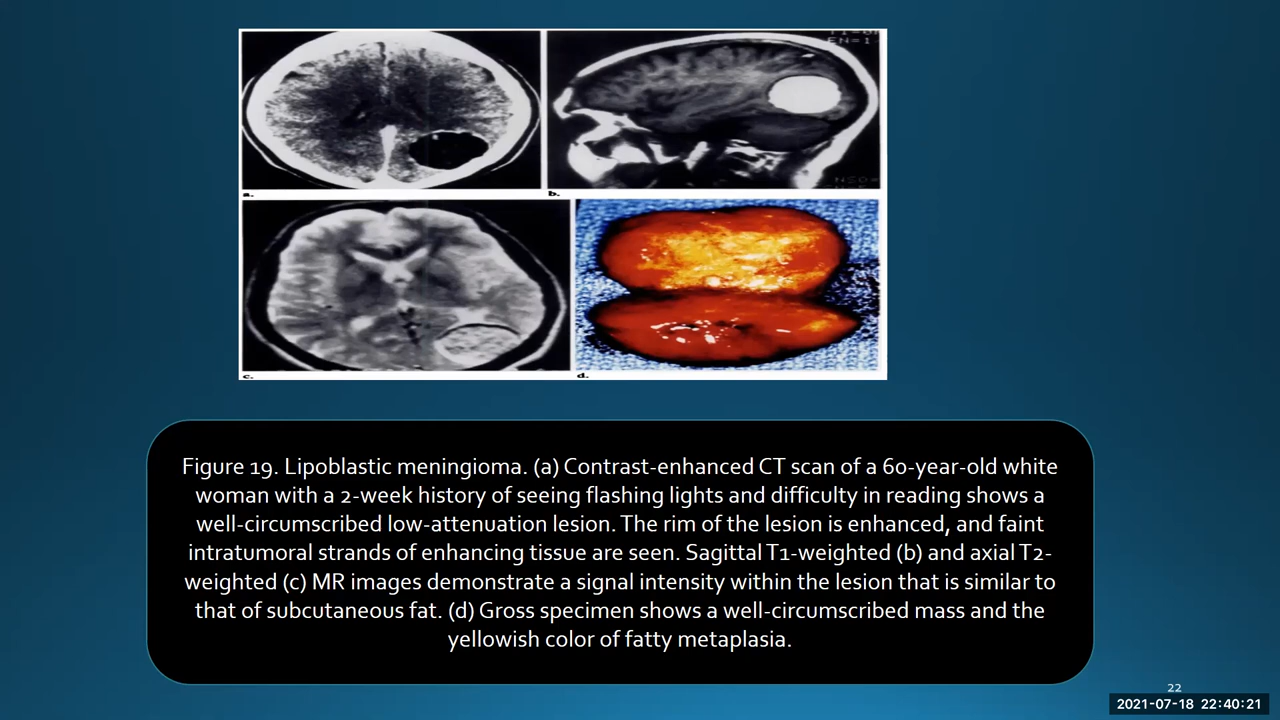 EN=1
a.
b.
c.
d.
Figure 19. Lipoblastic meningioma. (a) Contrast-enhanced CT scan of a 60-year-old white
woman with a 2-week history of seeing flashing lights and difficulty in reading shows a
well-circumscribed low-attenuation lesion. The rim of the lesion is enhanced, and faint
intratumoral strands of enhancing tissue are seen. Sagittal T1-weighted (b) and axial T2-
weighted (c) MR images demonstrate a signal intensity within the lesion that is similar to
that of subcutaneous fat. (d) Gross specimen shows a well-circumscribed mass and the
yellowish color of fatty metaplasia.
22
2021-07-18 22:40:21